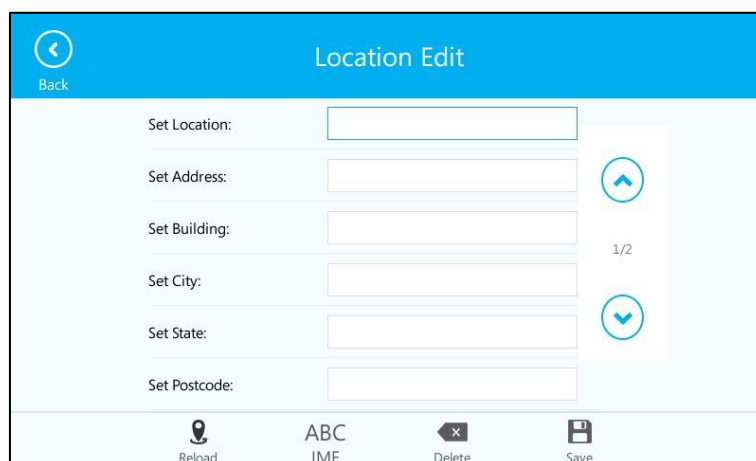 Location Edit
Back
Set Location:
Set Address:
Set Building:
1/2
Set City:
Set State:
Set Postcode:
ABC
Reload
IME
Delete
Save